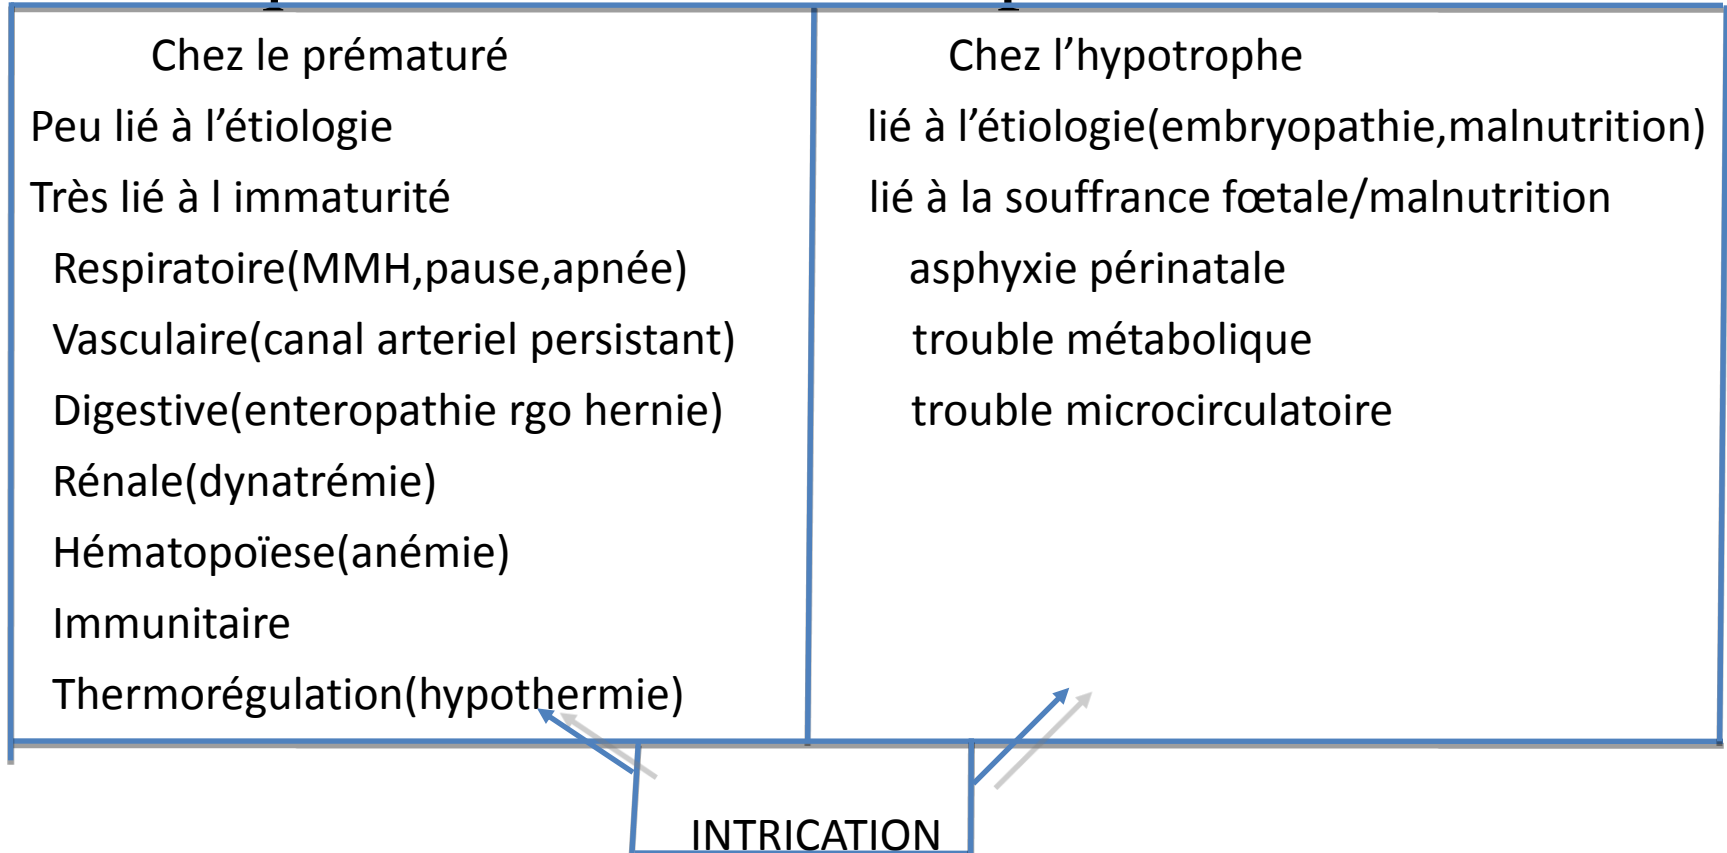 Chez le prématuré
Peu lié à l’étiologie
Très lié à l immaturité
Respiratoire(MMH,pause,apnée)
Vasculaire(canal arteriel persistant)
Digestive(enteropathie rgo hernie)
Rénale(dynatrémie)
Hématopoïese(anémie)
Immunitaire
Thermorégulation(hypothermie)
Chez l’hypotrophe
lié à l’étiologie(embryopathie,malnutrition)
lié à la souffrance fœtale/malnutrition
asphyxie périnatale
trouble métabolique
trouble microcirculatoire
INTRICATION